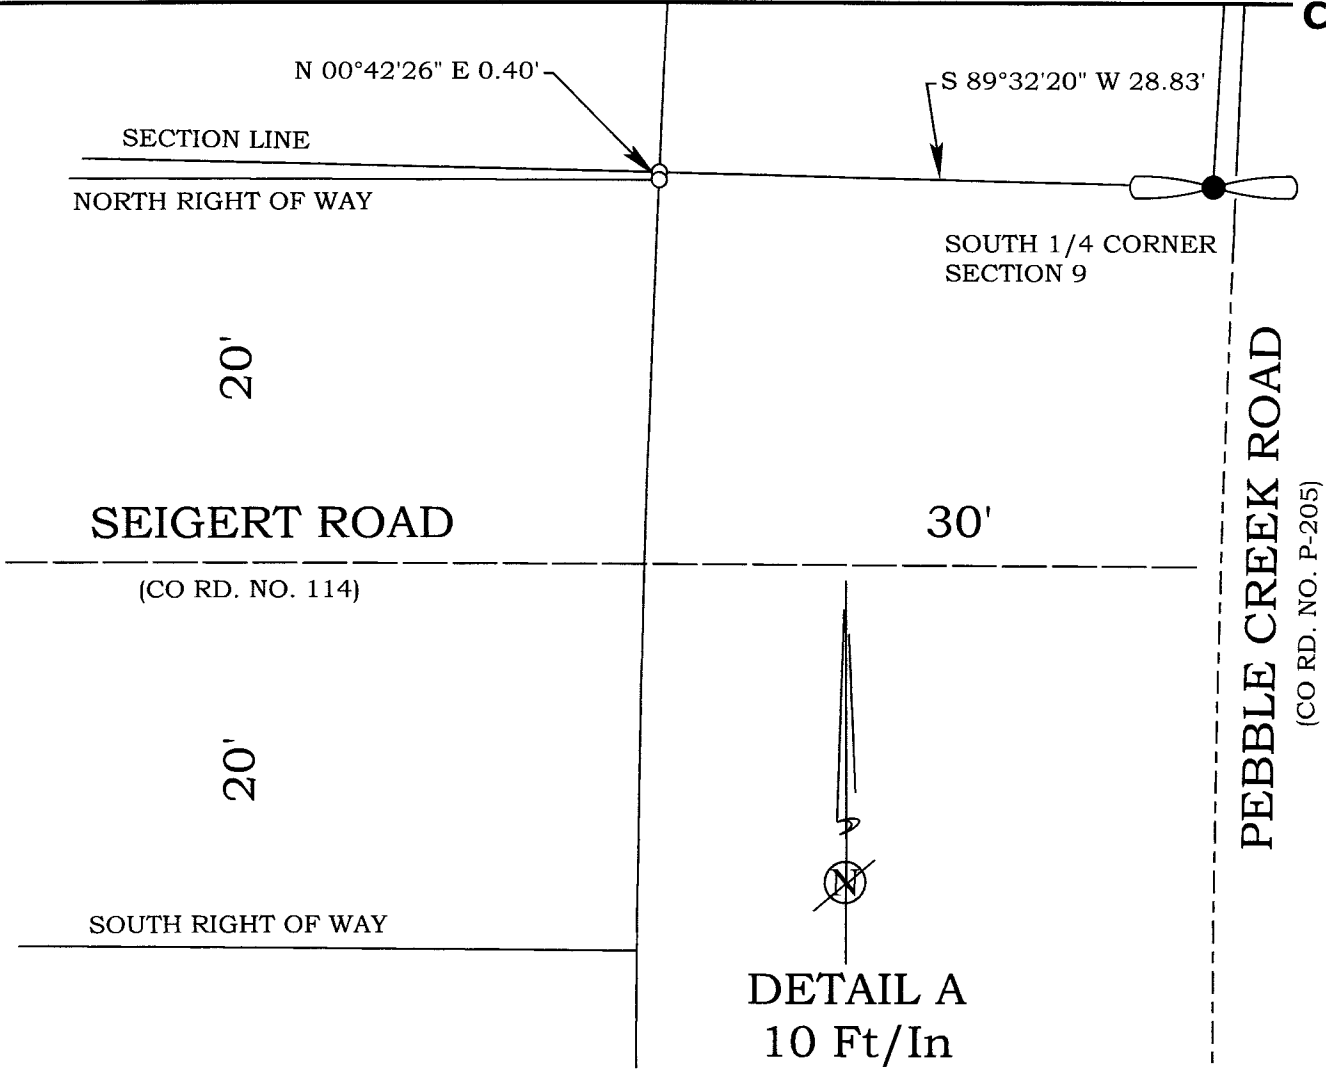 C
N 00°42'26" E 0.40'
S 89°32'20" W 28.83'
SECTION LINE
NORTH RIGHT OF WAY
SOUTH 1/4 CORNER
SECTION 9
20'
SEIGERT ROAD
30'
(CO RD. NO. 114)
PEBBLE CREEK ROAD
(CO RD. NO. P-205)
20'
N
SOUTH RIGHT OF WAY
DETAIL A
10 Ft/In